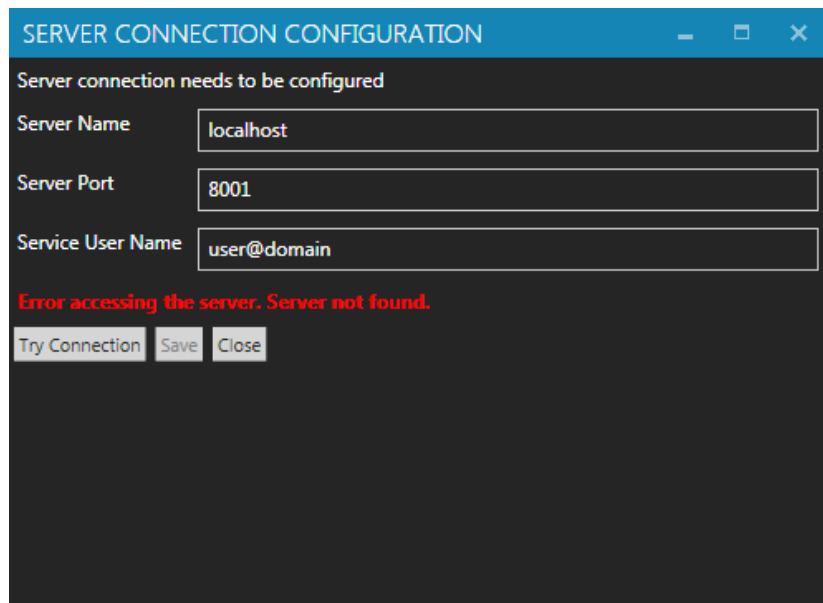 SERVER CONNECTION CONFIGURATION
Server connection needs to be configured
Server Name
localhost
Server Port
8001
Service User Name
user@domain
Error accessing the server. Server not found.
Try Connection Save Close